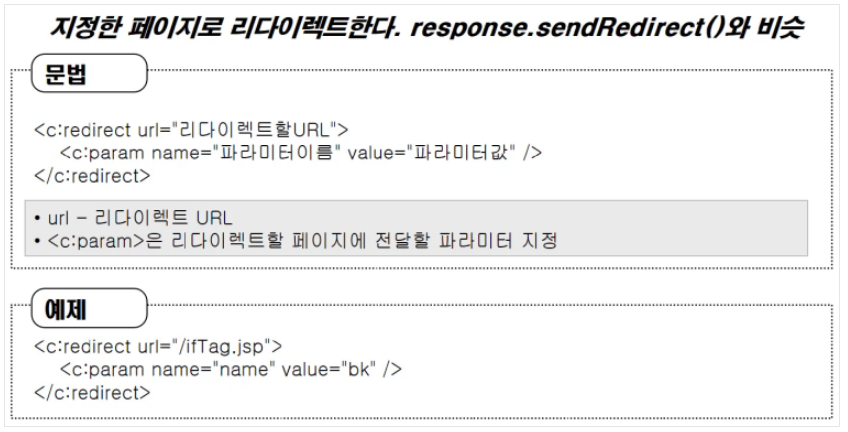 지정한 페이지로 리다이렉트한다. response.sendRedirect()와 비슷
문법
<c:redirect url="리다이렉트할URL">
<c:param name="파라미터이름" value="파라미터값" />
</c:redirect>
• url – 리다이렉트 URL
• <c:param>은 리다이렉트할 페이지에 전달할 파라미터 지정
예제
<c:redirect url="/ifTag.jsp">
<c:param name="name" value="bk" />
</c:redirect>